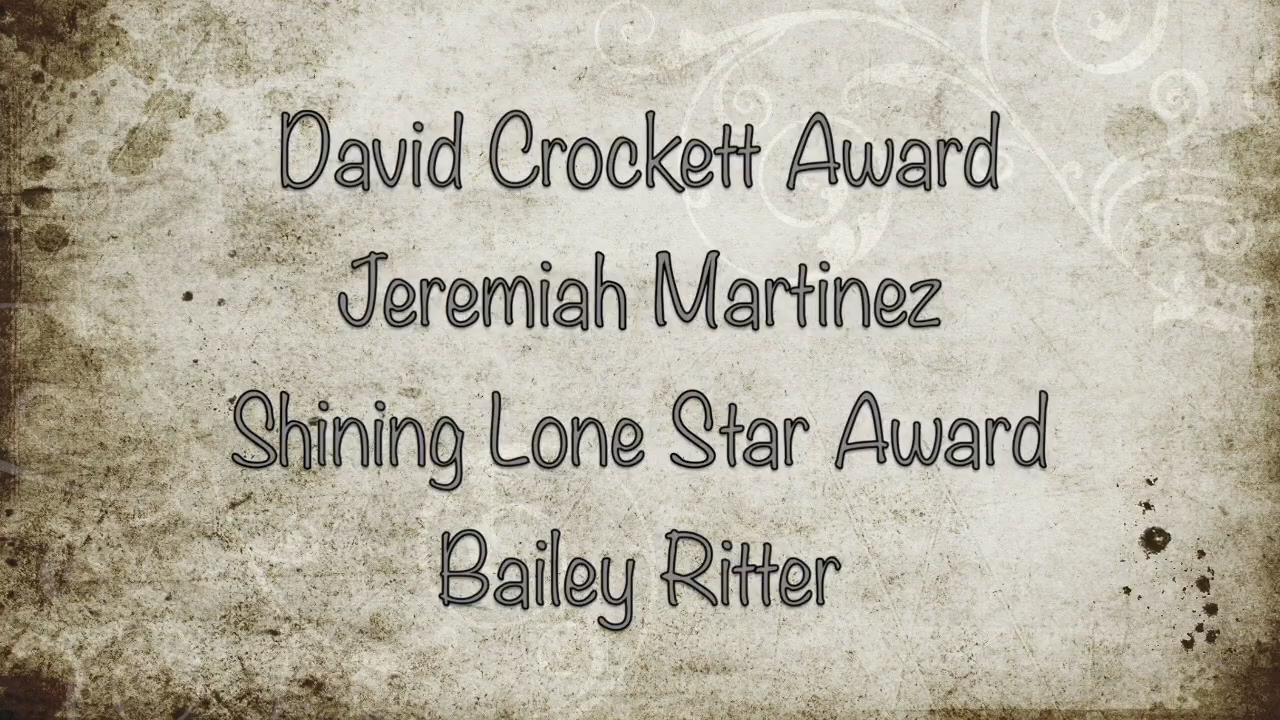 David Crockett Award
Jeremiah Martinez
Shining Lone Star Award
Bailey Ritter